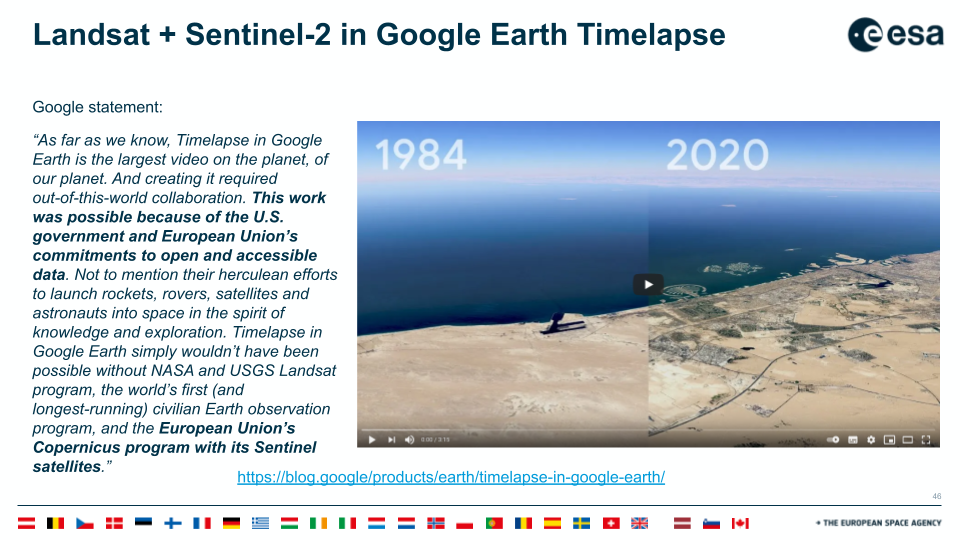 Landsat + Sentinel-2 in Google Earth Timelapse
esa
Google statement:
“As far as we know, Timelapse in Google
Earth is the largest video on the planet, of
our planet. And creating it required
out-of-this-world collaboration. This work
was possible because of the U.S.
government and European Union’s
commitments to open and accessible
data. Not to mention their herculean efforts
to launch rockets, rovers, satellites and
astronauts into space in the spirit of
knowledge and exploration. Timelapse in
Google Earth simply wouldn’t have been
possible without NASA and USGS Landsat
program, the world’s first (and
longest-running) civilian Earth observation
program, and the European Union’s
Copernicus program with its Sentinel
satellites.”
1984
2020
0:00 / 3:15
https://blog.google/products/earth/timelapse-in-google-earth/
46
→ THE EUROPEAN SPACE AGENCY